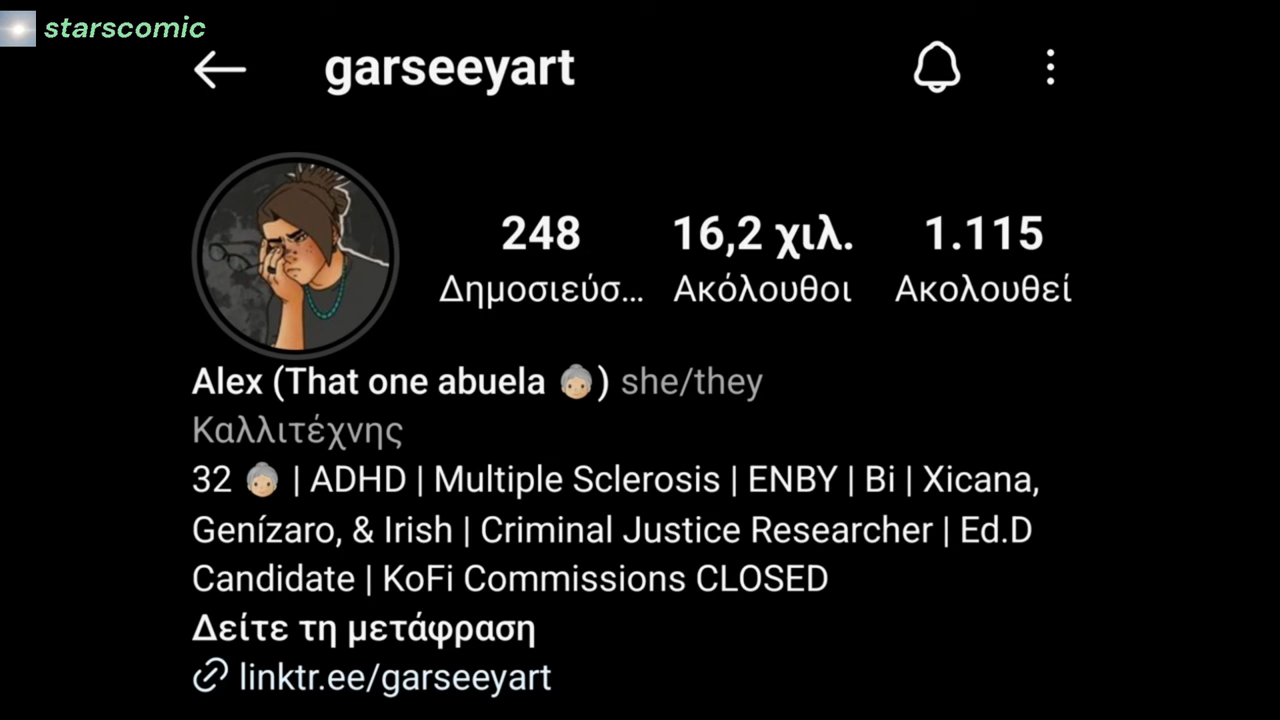 starscomic
garseeyart
248 16,2 χιλ. 1.115
Δημοσιεύσ... Ακόλουθοι Ακολουθεί
Alex (That one abuela 👵🏼) she/they
Καλλιτέχνης
32 👵🏼 | ADHD | Multiple Sclerosis | ENBY | Bi | Xicana,
Genízaro, & Irish | Criminal Justice Researcher | Ed.D
Candidate | KoFi Commissions CLOSED
Δείτε τη μετάφραση
linktr.ee/garseeyart